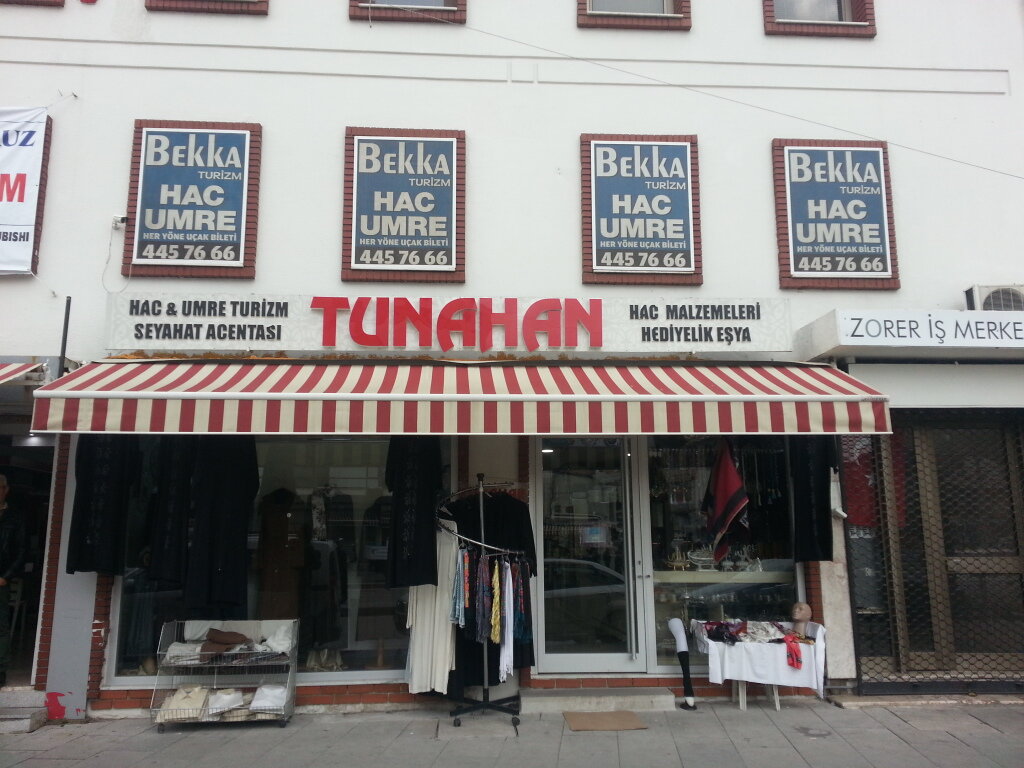 UZ
M
UBISHI
BEKKA
TURİZM
HAC
UMRE
HER YÖNE UÇAK BİLETİ
445 76 66
BEKKA
TURİZM
HAC
UMRE
HER YÖNE UÇAK BİLETİ
445 76 66
BEKKA
TURİZM
HAC
UMRE
HER YÖNE UÇAK BİLETİ
445 76 66
BEKKA
TURİZM
HAC
UMRE
HER YÖNE UÇAK BİLETİ
445 76 66
HAC & UMRE TURİZM
SEYAHAT ACENTASI
TUNAHAN
HAC MALZEMELERİ
HEDİYELİK EŞYA
ZORER İŞ MERKE